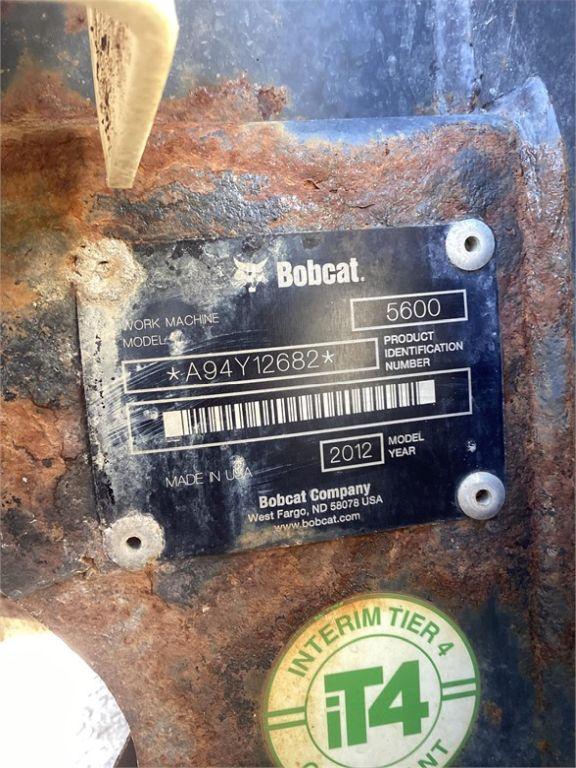 Bobcat.
WORK MACHINE
MODEL
5600
*A94Y12682*
PRODUCT
IDENTIFICATION
NUMBER
2012
MODEL
YEAR
MADE IN USA
Bobcat Company
West Fargo, ND 58078 USA
www.bobcat.com
INTERIM TIER 4
iT4